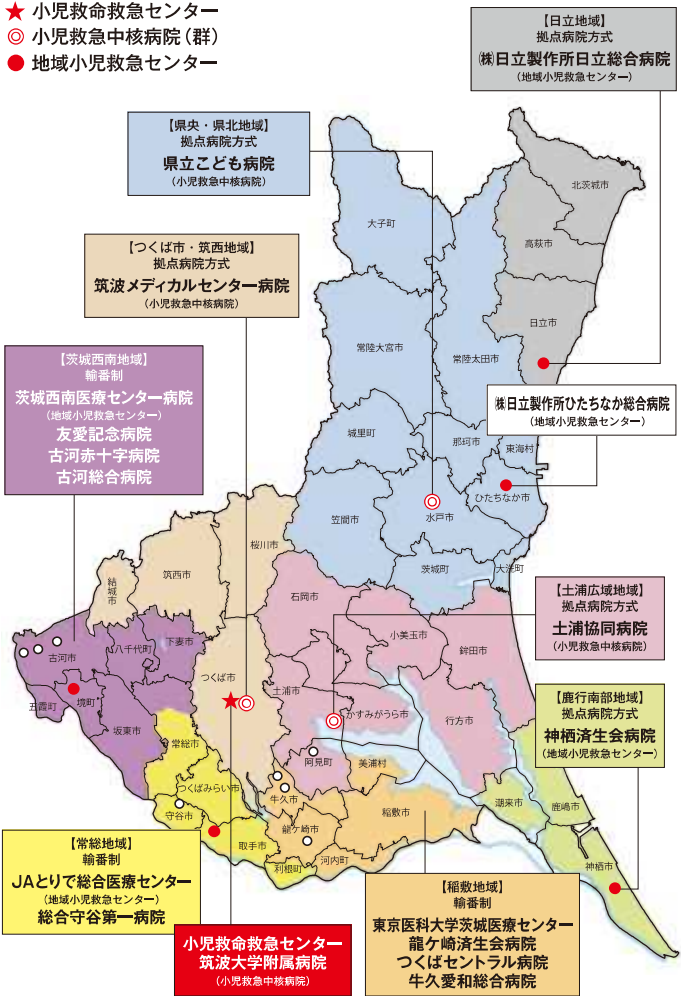 小児救命救急センター
小児救急中核病院（群）
地域小児救急センター
【日立地域】
拠点病院方式
㈱日立製作所日立総合病院
（地域小児救急センター）
【県央・県北地域】
拠点病院方式
県立こども病院
（小児救急中核病院）
【つくば市・筑西地域】
拠点病院方式
筑波メディカルセンター病院
（小児救急中核病院）
【茨城西南地域】
輪番制
茨城西南医療センター病院
（地域小児救急センター）
友愛記念病院
古河赤十字病院
古河総合病院
㈱日立製作所ひたちなか総合病院
（地域小児救急センター）
【土浦広域地域】
拠点病院方式
土浦協同病院
（小児救急中核病院）
【鹿行南部地域】
拠点病院方式
神栖済生会病院
（地域小児救急センター）
【常総地域】
輪番制
JAとりで総合医療センター
（地域小児救急センター）
総合守谷第一病院
小児救命救急センター
筑波大学附属病院
（小児救急中核病院）
【稲敷地域】
輪番制
東京医科大学茨城医療センター
龍ケ崎済生会病院
つくばセントラル病院
牛久愛和総合病院
北茨城市
大子町
高萩市
日立市
常陸大宮市
常陸太田市
城里町
那珂市
東海村
ひたちなか市
笠間市
水戸市
茨城町
大洗町
桜川市
筑西市
結城市
石岡市
小美玉市
鉾田市
下妻市
八千代町
古河市
つくば市
土浦市
かすみがうら市
行方市
五霞町
境町
坂東市
常総市
阿見町
美浦村
つくばみらい市
牛久市
稲敷市
潮来市
鹿嶋市
守谷市
取手市
龍ケ崎市
利根町
河内町
神栖市